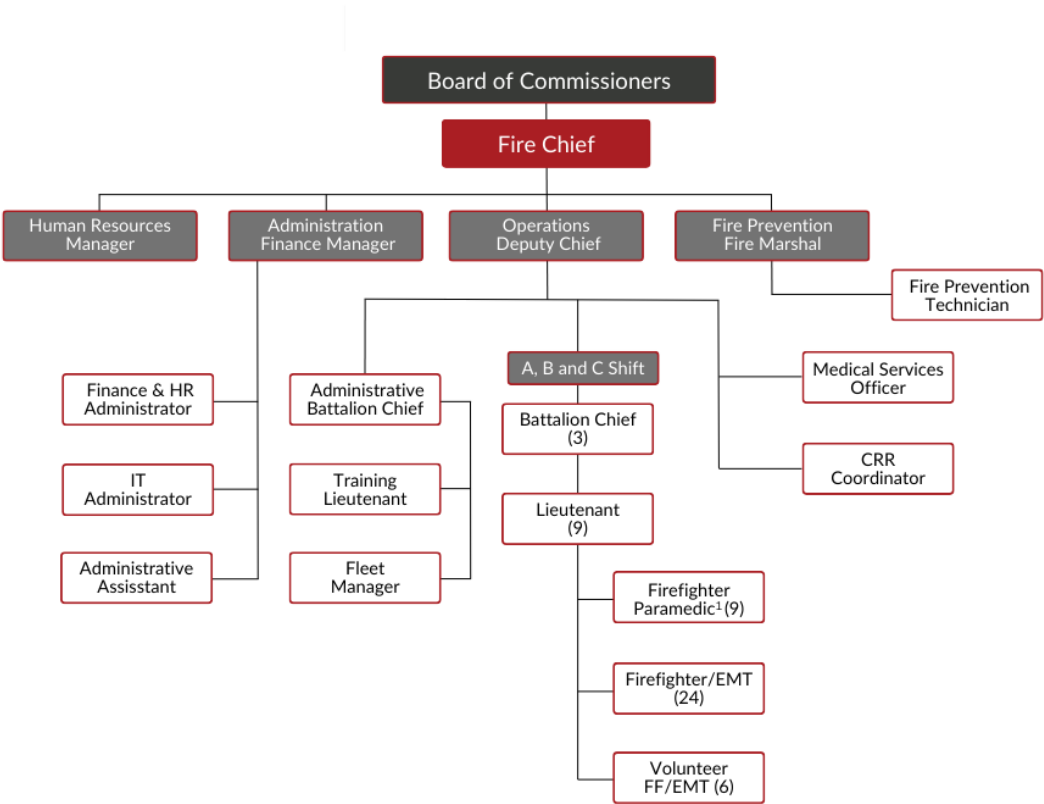 Board of Commissioners
Fire Chief
Human Resources
Manager
Administration
Finance Manager
Operations
Deputy Chief
Fire Prevention
Fire Marshal
Fire Prevention
Technician
Finance & HR
Administrator
IT
Administrator
Administrative
Assisstant
Administrative
Battalion Chief
Training
Lieutenant
Fleet
Manager
A, B and C Shift
Battalion Chief
(3)
Lieutenant
(9)
Firefighter
Paramedic¹ (9)
Firefighter/EMT
(24)
Volunteer
FF/EMT (6)
Medical Services
Officer
CRR
Coordinator